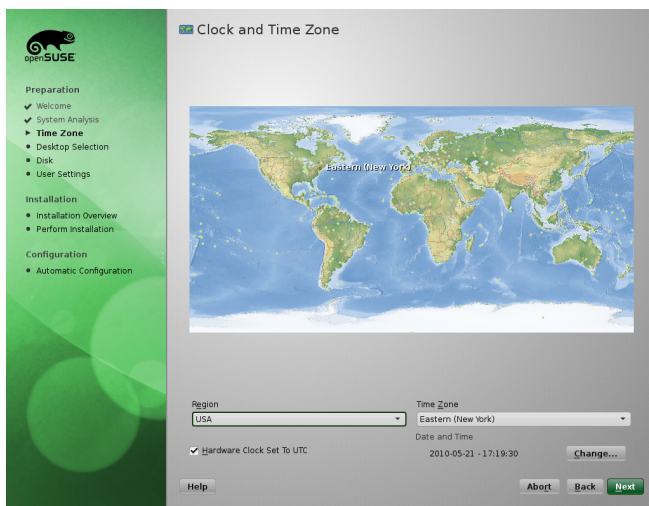 openSUSE
Preparation
Welcome
System Analysis
Time Zone
Desktop Selection
Disk
User Settings
Installation
Installation Overview
Perform Installation
Configuration
Automatic Configuration
Clock and Time Zone
Eastern (New York)
Region
USA
Time Zone
Eastern (New York)
Hardware Clock Set To UTC
Date and Time
2010-05-21 - 17:19:30
Change...
Help
Abort
Back
Next